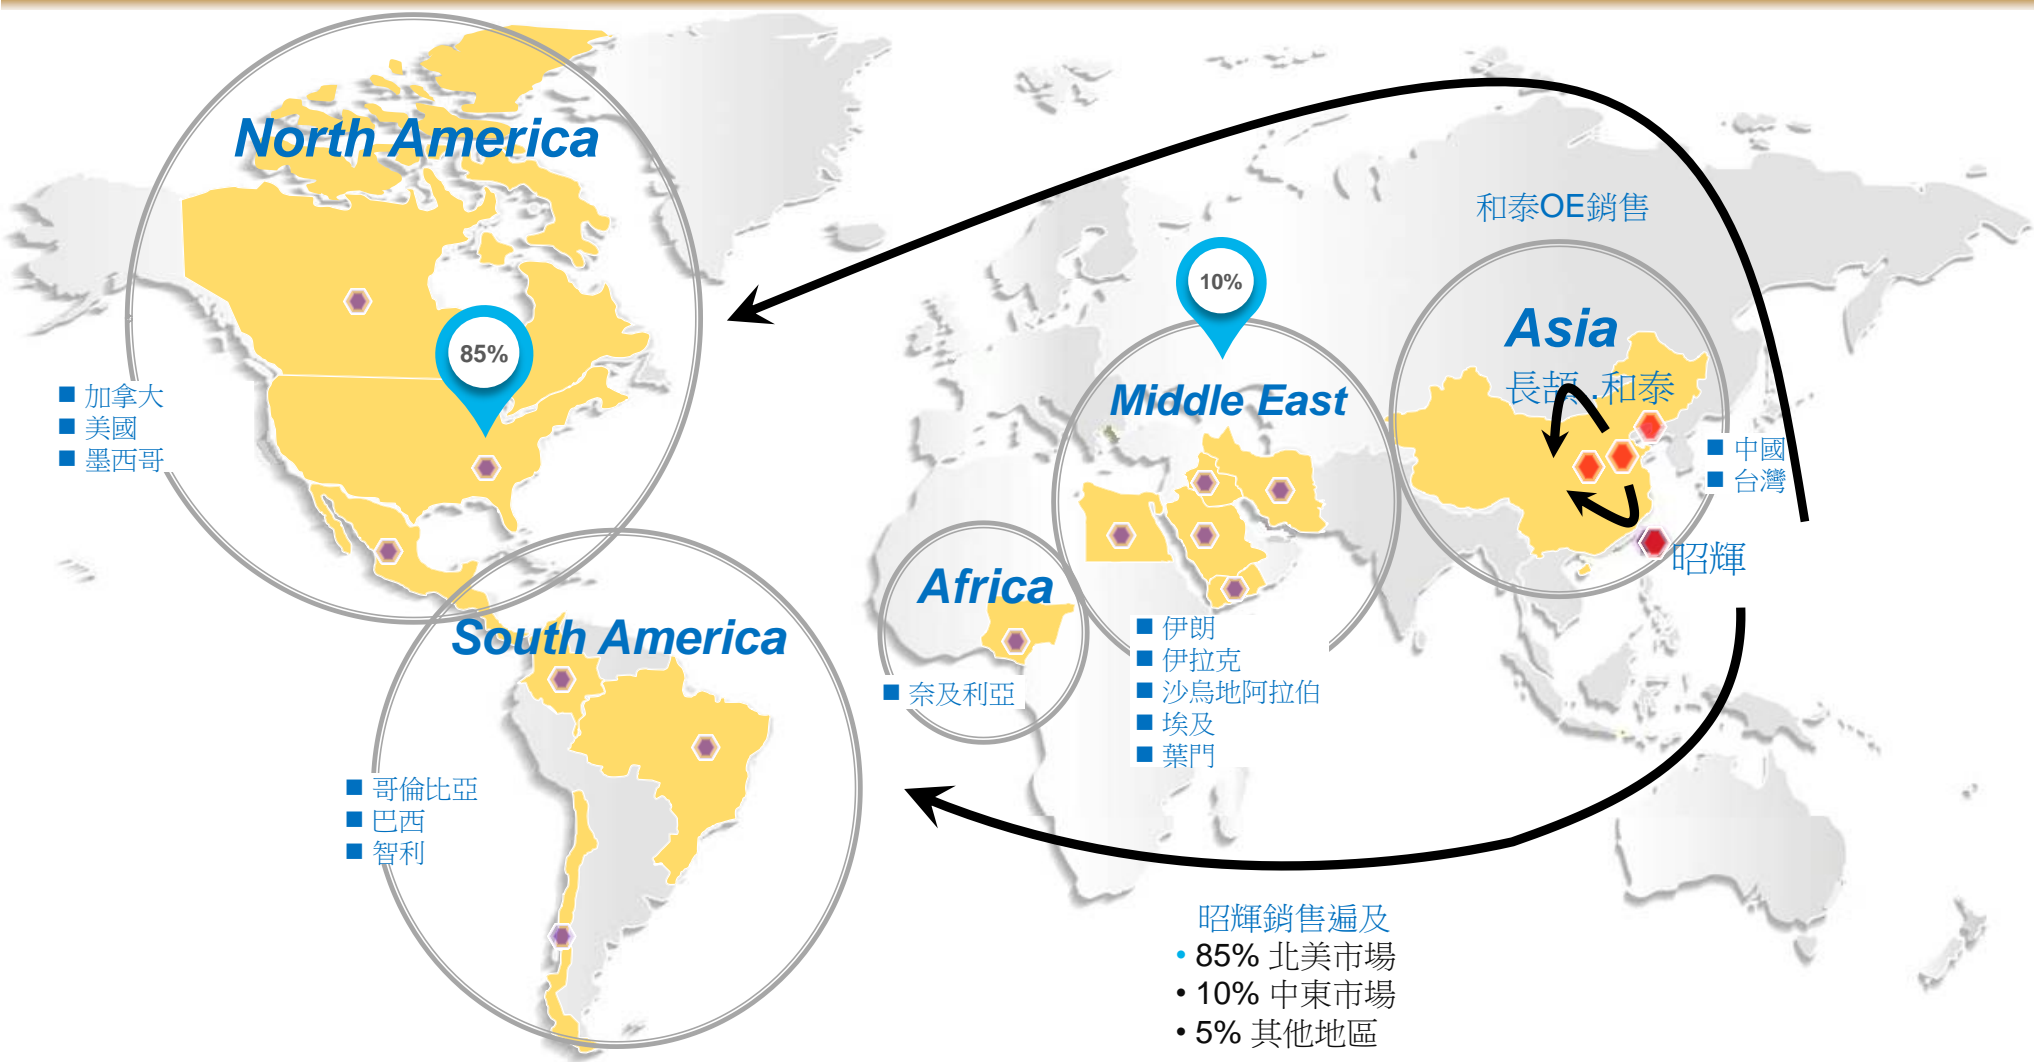 North America
85%
加拿大
美國
墨西哥
South America
哥倫比亞
巴西
智利
Africa
奈及利亞
10%
Middle East
伊朗
伊拉克
沙烏地阿拉伯
埃及
葉門
和泰OE銷售
Asia
長頡.和泰
中國
台灣
昭輝
昭輝銷售遍及
• 85% 北美市場
• 10% 中東市場
• 5% 其他地區